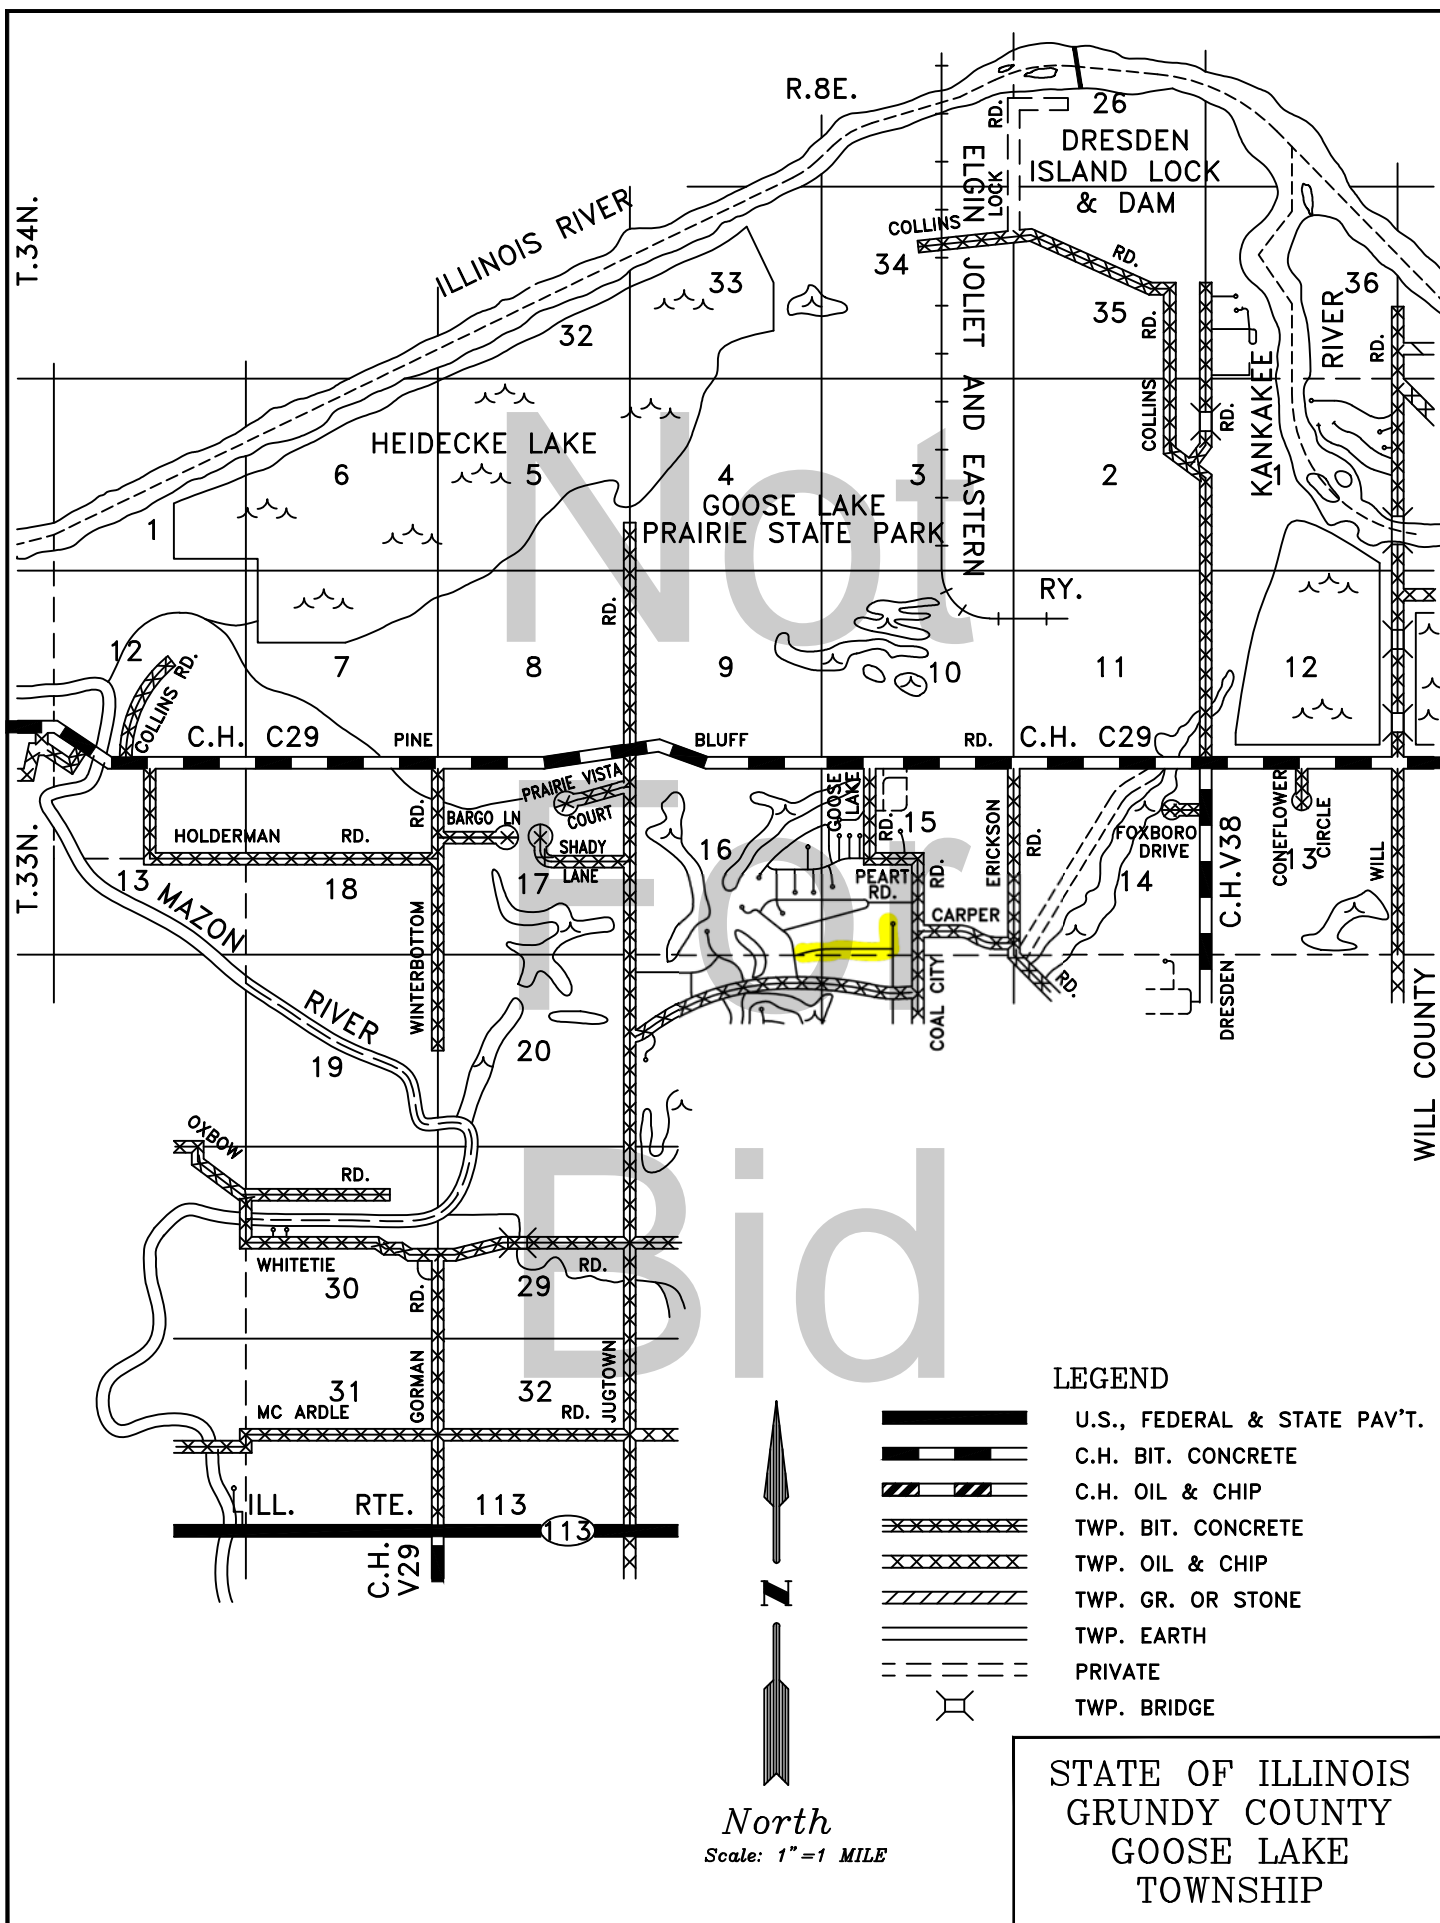 R.8E.
T.34N.
26
DRESDEN
ISLAND LOCK
& DAM
LOCK RD.
ELGIN JOLIET AND EASTERN
RY.
ILLINOIS RIVER
COLLINS RD.
34
33
35
36
32
COLLINS RD.
RD.
KANKAKEE RIVER
RD.
HEIDECKE LAKE
6
5
4
3
2
1
1
GOOSE LAKE
PRAIRIE STATE PARK
Not
RD.
12
7
8
9
10
11
12
COLLINS RD.
C.H. C29
PINE
BLUFF
RD.
C.H. C29
PRAIRIE VISTA
COURT
BARGO LN
SHADY
LANE
RD.
HOLDERMAN RD.
GOOSE
LAKE
RD.
15
16
ERICKSON RD.
FOXBORO
DRIVE
C.H.V38
CONEFLOWER
CIRCLE
13
WILL
T.33N.
13
18
17
14
PEART
RD.
RD.
CARPER
RD.
For
MAZON
RIVER
WINTERBOTTOM
COAL CITY
DRESDEN
WILL COUNTY
19
20
OXBOW
RD.
WHITETIE
RD.
30
29
RD.
Bid
31
32
GORMAN
JUGTOWN
MC ARDLE
RD.
ILL. RTE. 113
113
C.H.
V29
N
North
Scale: 1"=1 MILE
LEGEND
U.S., FEDERAL & STATE PAV'T.
C.H. BIT. CONCRETE
C.H. OIL & CHIP
TWP. BIT. CONCRETE
TWP. OIL & CHIP
TWP. GR. OR STONE
TWP. EARTH
PRIVATE
TWP. BRIDGE
STATE OF ILLINOIS
GRUNDY COUNTY
GOOSE LAKE
TOWNSHIP